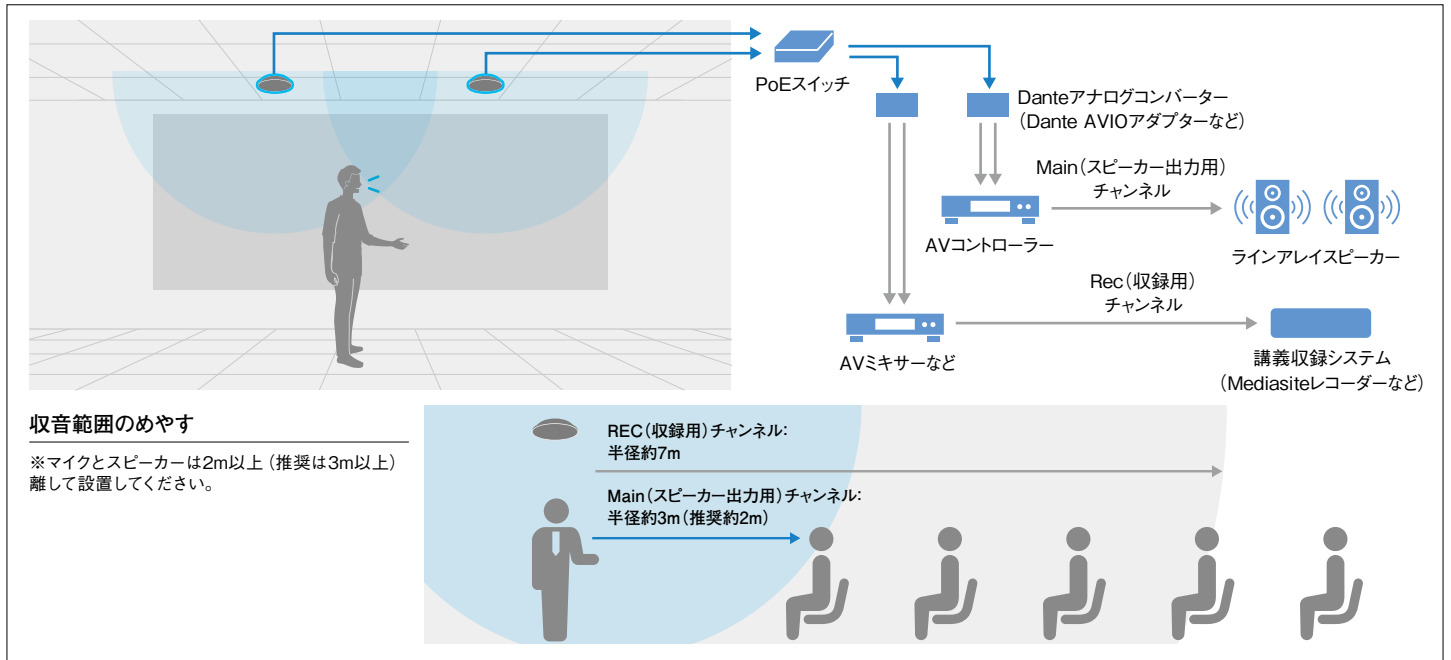 PoEスイッチ
Danteアナログコンバーター
（Dante AVIOアダプターなど）
Main（スピーカー出力用）
チャンネル
AVコントローラー
ラインアレイスピーカー
Rec（収録用）
チャンネル
AVミキサーなど
講義収録システム
（Mediasiteレコーダーなど）
収音範囲のめやす
※マイクとスピーカーは2m以上（推奨は3m以上）
離して設置してください。
REC（収録用）チャンネル：
半径約7m
Main（スピーカー出力用）チャンネル：
半径約3m（推奨約2m）